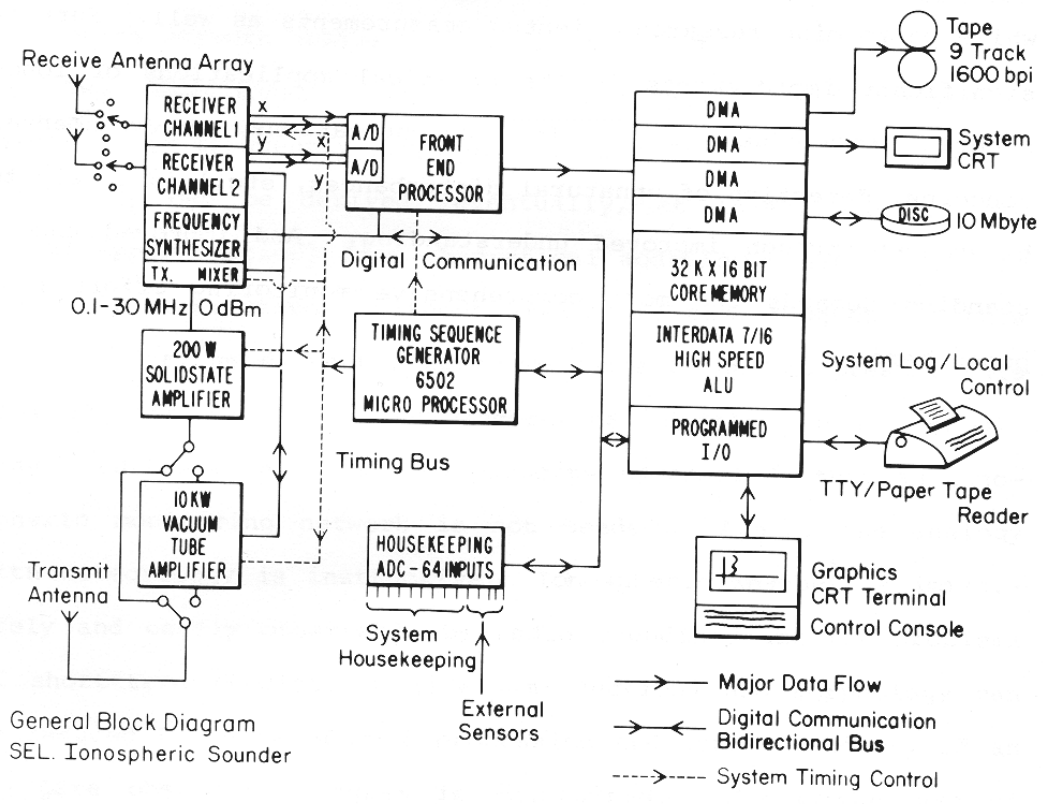 Receive Antenna Array
RECEIVER
CHANNEL 1
RECEIVER
CHANNEL 2
FREQUENCY
SYNTHESIZER
TX. MIXER
x
y
x
y
A/D
A/D
FRONT
END
PROCESSOR
Digital Communication
0.1-30 MHz 0 dBm
200 W
SOLIDSTATE
AMPLIFIER
TIMING SEQUENCE
GENERATOR
6502
MICRO PROCESSOR
Timing Bus
10 KW
VACUUM
TUBE
AMPLIFIER
Transmit
Antenna
HOUSEKEEPING
ADC-64 INPUTS
System
Housekeeping
External
Sensors
DMA
DMA
DMA
DMA
32 K X 16 BIT
CORE MEMORY
INTERDATA 7/16
HIGH SPEED
ALU
PROGRAMMED
I/O
Tape
9 Track
1600 bpi
System
CRT
DISC
10 Mbyte
System Log/Local
Control
TTY/Paper Tape
Reader
Graphics
CRT Terminal
Control Console
Major Data Flow
Digital Communication
Bidirectional Bus
System Timing Control
General Block Diagram
SEL. Ionospheric Sounder